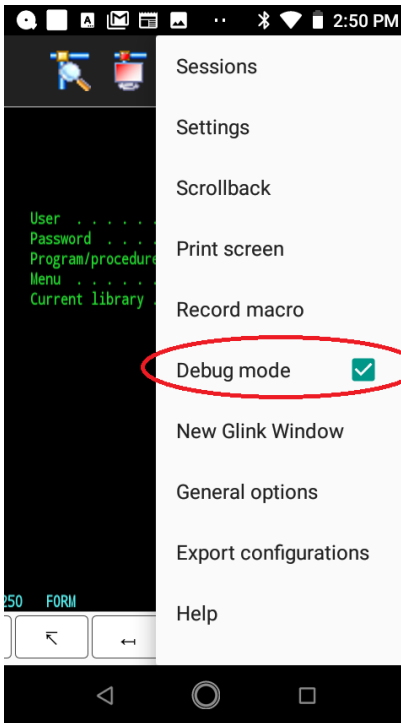 2:50 PM
Sessions
Settings
Scrollback
Print screen
Record macro
Debug mode
New Glink Window
General options
Export configurations
Help
User . . . . . .
Password . . . .
Program/procedure
Menu . . . . . .
Current library .
250 FORM